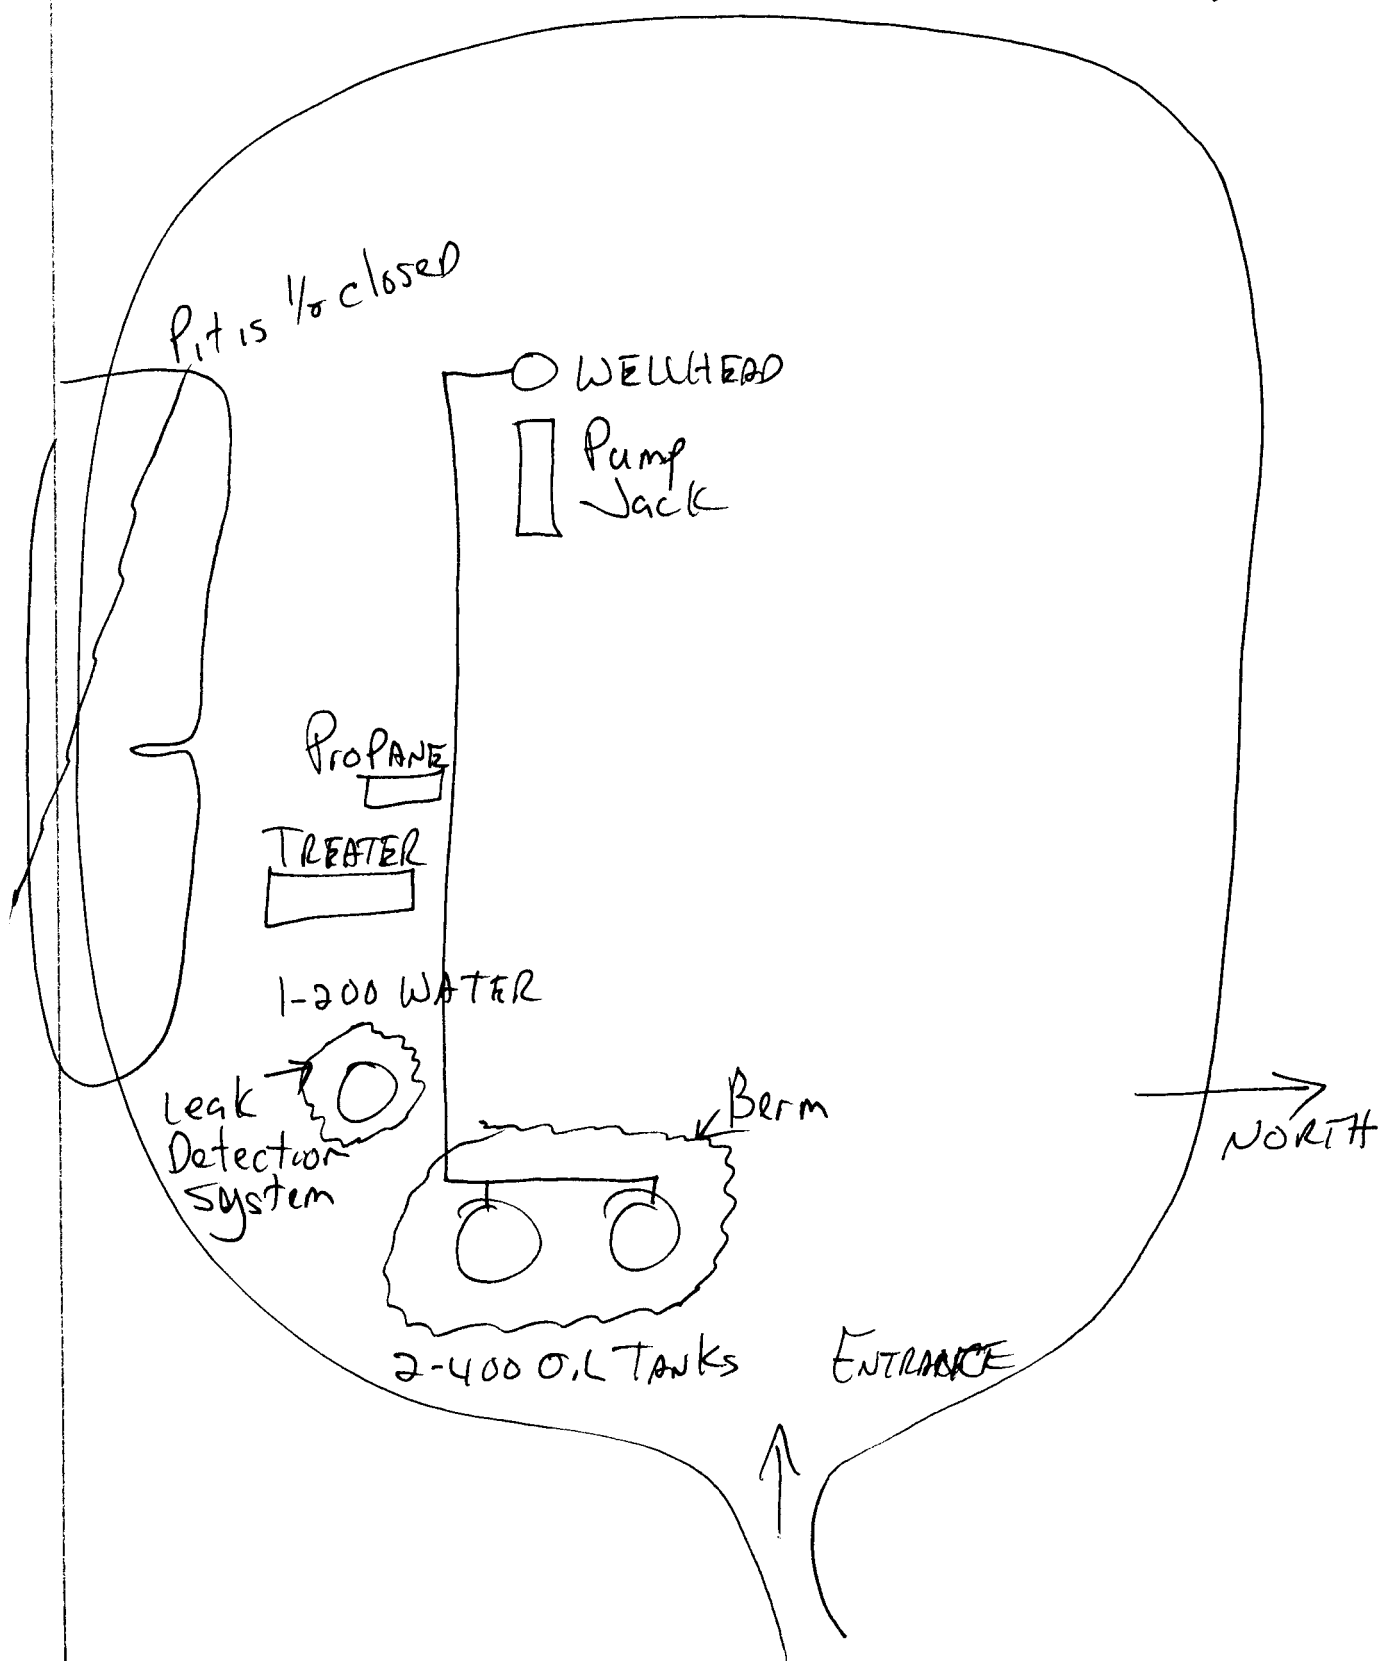 Pit is 1/2 closed
WELLHEAD
Pump
Jack
PROPANE
TREATER
1-200 WATER
Leak
Detection
System
Berm
NORTH
2-400 OIL TANKS
ENTRANCE